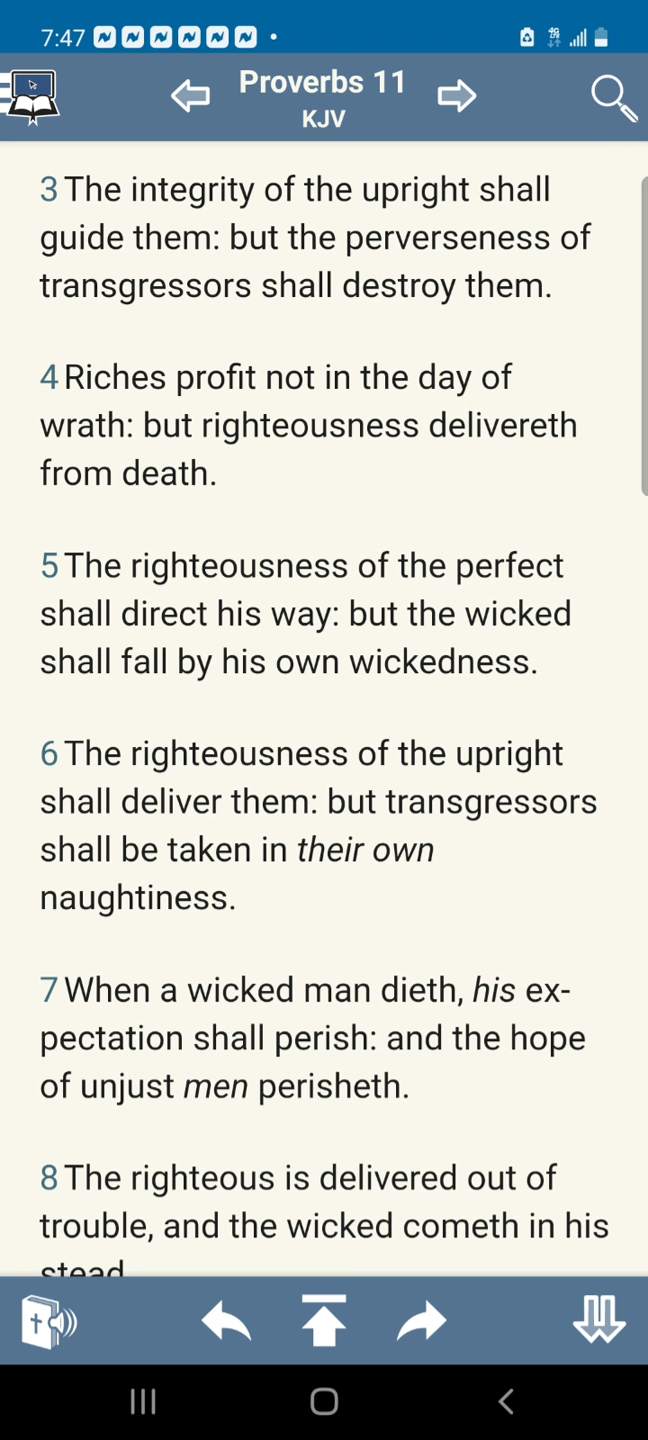 7:47
Proverbs 11
KJV
3 The integrity of the upright shall
guide them: but the perverseness of
transgressors shall destroy them.
4 Riches profit not in the day of
wrath: but righteousness delivereth
from death.
5 The righteousness of the perfect
shall direct his way: but the wicked
shall fall by his own wickedness.
6 The righteousness of the upright
shall deliver them: but transgressors
shall be taken in their own
naughtiness.
7 When a wicked man dieth, his ex-
pectation shall perish: and the hope
of unjust men perisheth.
8 The righteous is delivered out of
trouble, and the wicked cometh in his
stead